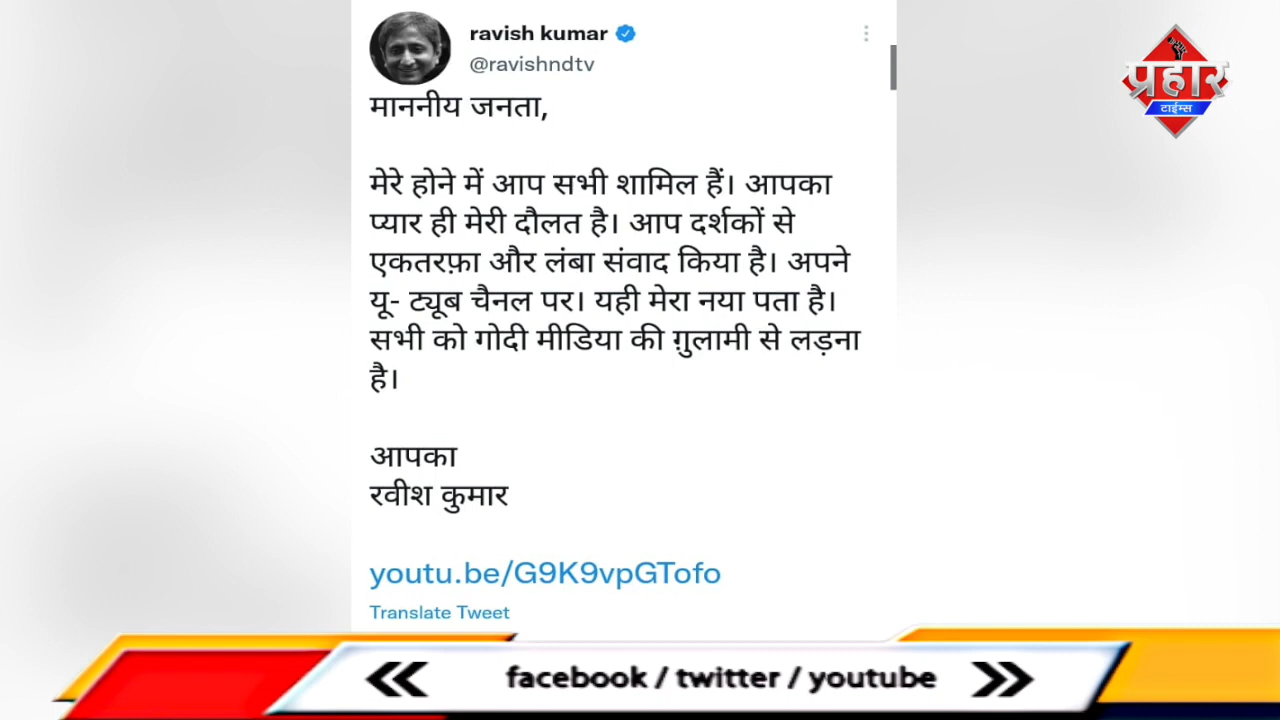 ravish kumar
@ravishndtv
प्रहार
टाईम्स
माननीय जनता,
मेरे होने में आप सभी शामिल हैं। आपका
प्यार ही मेरी दौलत है। आप दर्शकों से
एकतरफ़ा और लंबा संवाद किया है। अपने
यू- ट्यूब चैनल पर। यही मेरा नया पता है।
सभी को गोदी मीडिया की ग़ुलामी से लड़ना
है।
आपका
रवीश कुमार
youtu.be/G9K9vpGTofo
Translate Tweet
facebook / twitter / youtube